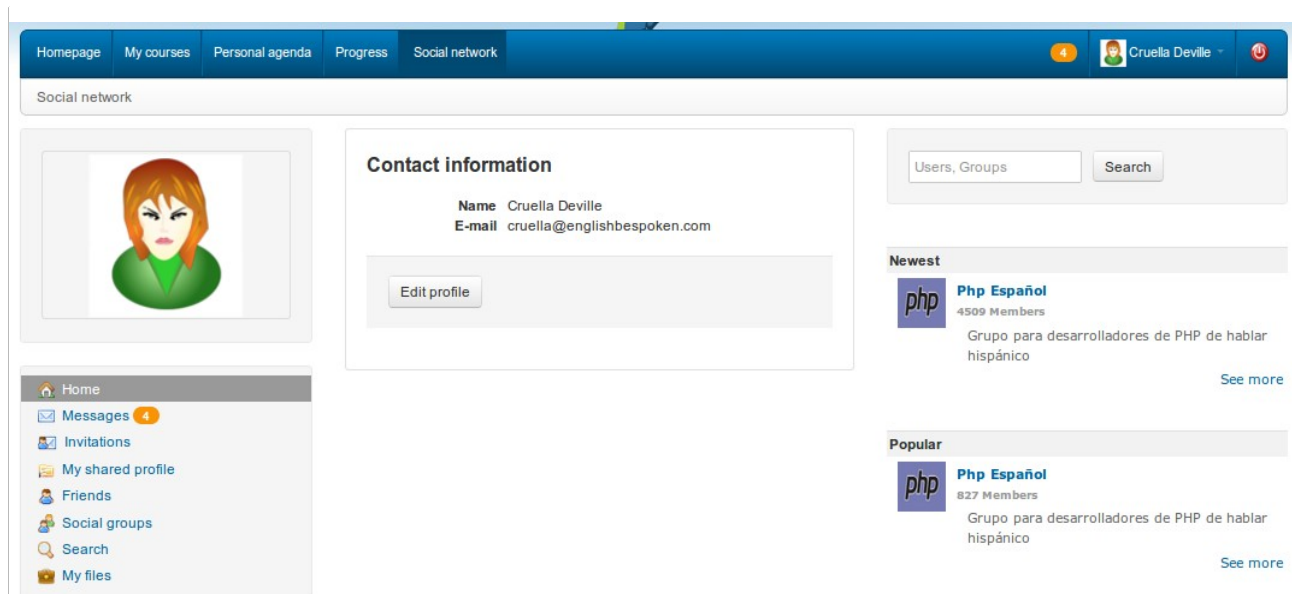 Homepage My courses Personal agenda Progress Social network 4 Cruella Deville
Social network
Contact information
Name Cruella Deville
E-mail cruella@englishbespoken.com
Edit profile
Home
Messages 4
Invitations
My shared profile
Friends
Social groups
Search
My files
Users, Groups Search
Newest
php
Php Español
4509 Members
Grupo para desarrolladores de PHP de hablar
hispánico
See more
Popular
php
Php Español
827 Members
Grupo para desarrolladores de PHP de hablar
hispánico
See more